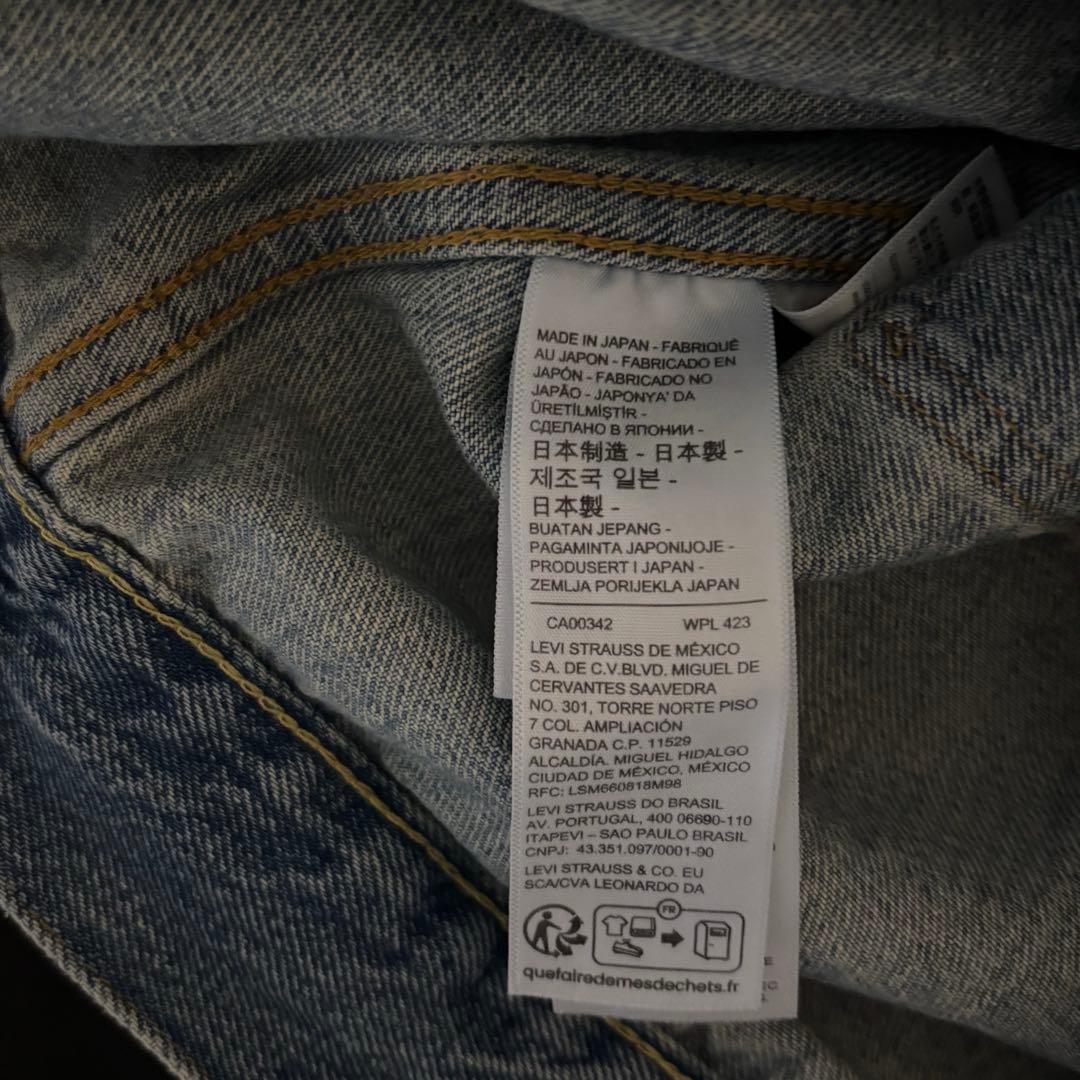 MADE IN JAPAN - FABRIQUÉ
AU JAPON - FABRICADO EN
JAPÓN - FABRICADO NO
JAPÃO - JAPONYA' DA
ÜRETİLMİŞTİR -
СДЕЛАНО В ЯПОНИИ -
日本制造 - 日本製 -
제조국 일본 -
日本製 -
BUATAN JEPANG -
PAGAMINTA JAPONIJOJE -
PRODUSERT I JAPAN -
ZEMLJA PORIJEKLA JAPAN
CA00342 WPL 423
LEVI STRAUSS DE MÉXICO
S.A. DE C.V.BLVD. MIGUEL DE
CERVANTES SAAVEDRA
NO. 301, TORRE NORTE PISO
7 COL. AMPLIACIÓN
GRANADA C.P. 11529
ALCALDÍA. MIGUEL HIDALGO
CIUDAD DE MÉXICO, MÉXICO
RFC: LSM660818M98
LEVI STRAUSS DO BRASIL
AV. PORTUGAL, 400 06690-110
ITAPEVI – SAO PAULO BRASIL
CNPJ: 43.351.097/0001-90
LEVI STRAUSS & CO. EU
SCA/CVA LEONARDO DA
FR
quefairedemesdechets.fr